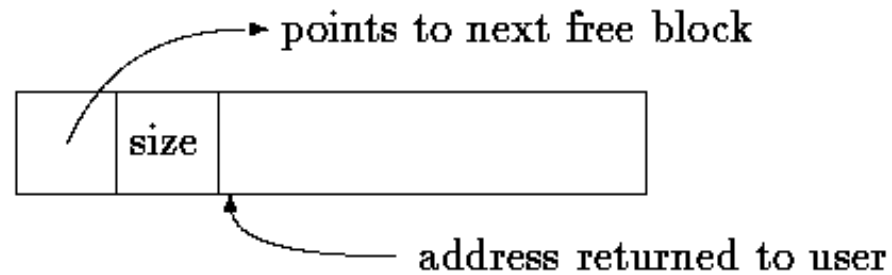 points to next free block
size
address returned to user